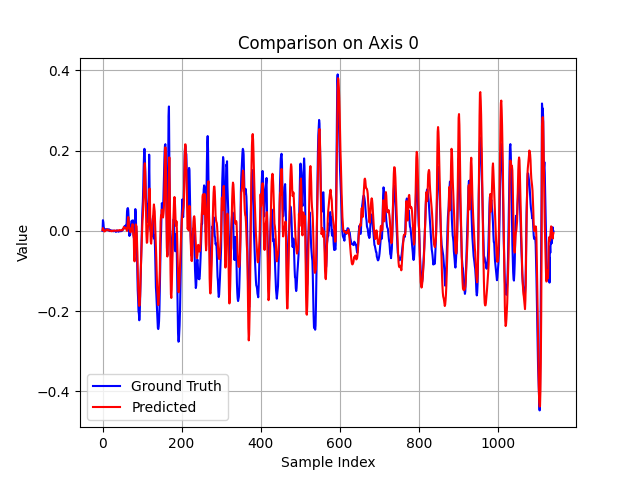 Comparison on Axis 0
0.4
0.2
0.0
−0.2
−0.4
Value
Ground Truth
Predicted
0 200 400 600 800 1000
Sample Index